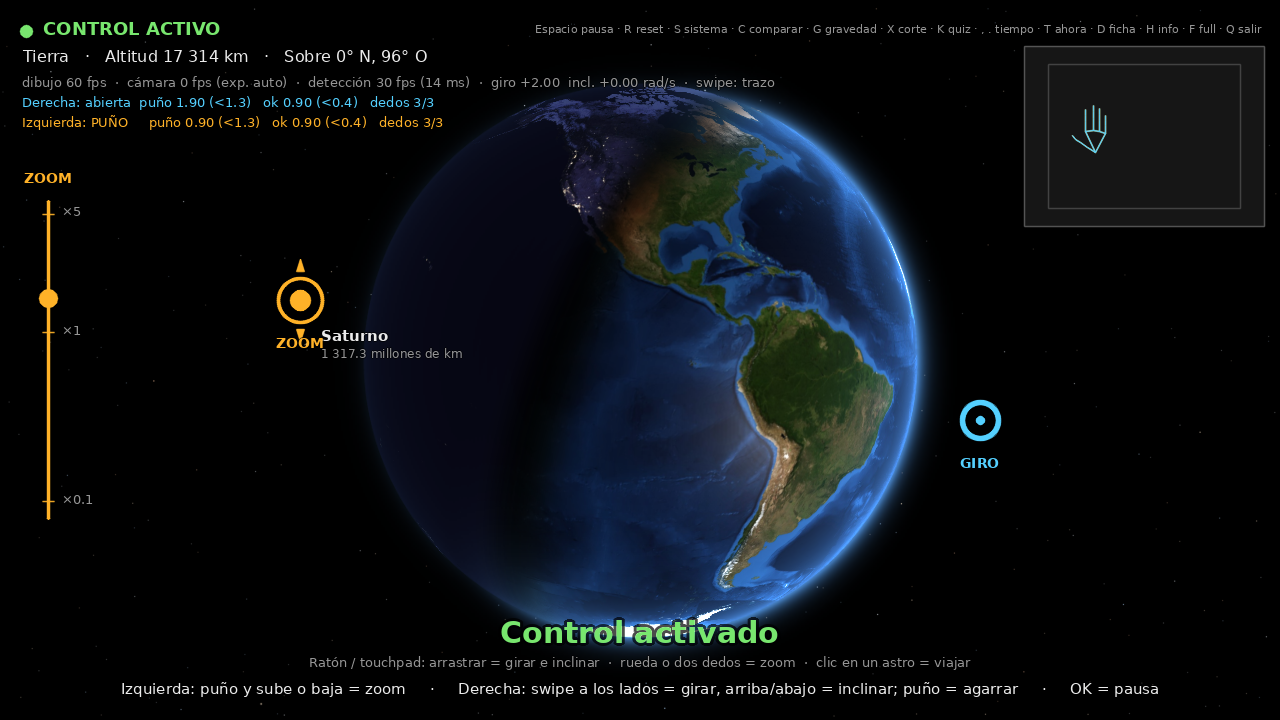 CONTROL ACTIVO
Espacio pausa · R reset · S sistema · C comparar · G gravedad · X corte · K quiz · , . tiempo · T ahora · D ficha · H info · F full · Q salir
Tierra · Altitud 17 314 km · Sobre 0° N, 96° O
dibujo 60 fps · cámara 0 fps (exp. auto) · detección 30 fps (14 ms) · giro +2.00 incl. +0.00 rad/s · swipe: trazo
Derecha: abierta puño 1.90 (<1.3) ok 0.90 (<0.4) dedos 3/3
Izquierda: PUÑO puño 0.90 (<1.3) ok 0.90 (<0.4) dedos 3/3
ZOOM
×5
×1
×0.1
ZOOM
Saturno
1 317.3 millones de km
GIRO
Control activado
Ratón / touchpad: arrastrar = girar e inclinar · rueda o dos dedos = zoom · clic en un astro = viajar
Izquierda: puño y sube o baja = zoom · Derecha: swipe a los lados = girar, arriba/abajo = inclinar; puño = agarrar · OK = pausa